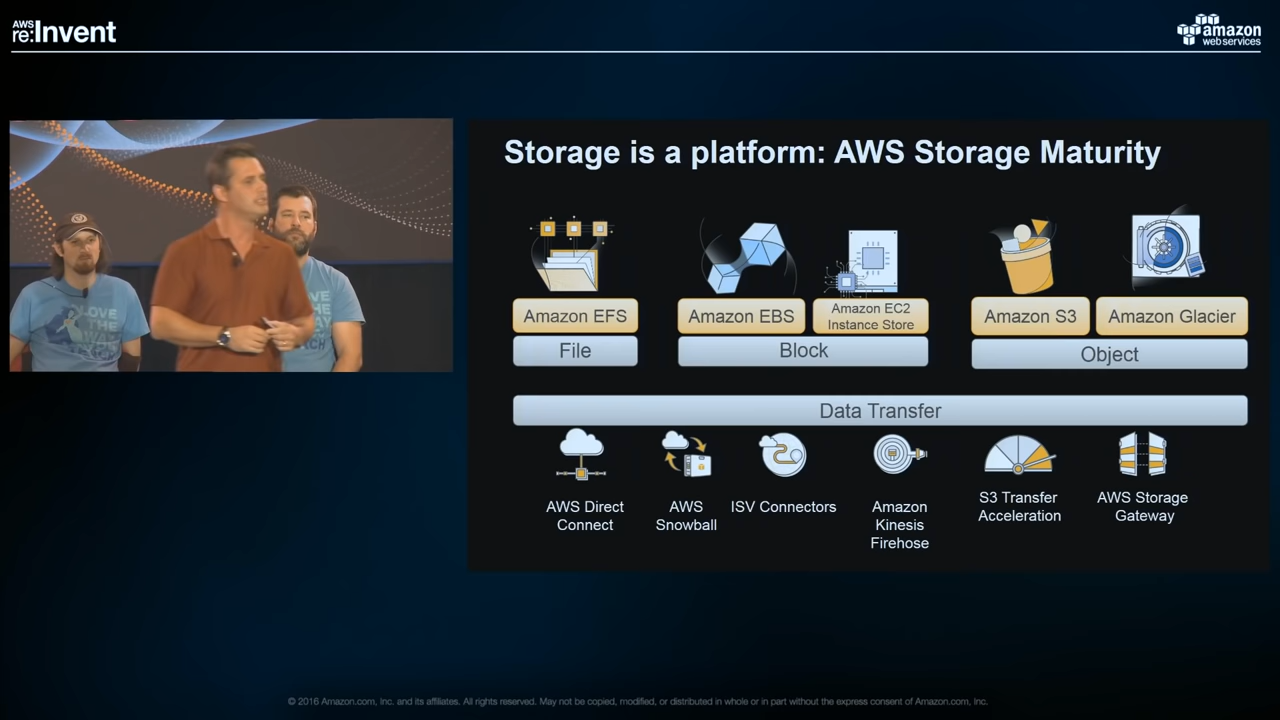 AWS
re:Invent
amazon
web services
Storage is a platform: AWS Storage Maturity
Amazon EFS
Amazon EBS
Amazon EC2
Instance Store
Amazon S3
Amazon Glacier
File
Block
Object
Data Transfer
AWS Direct
Connect
AWS
Snowball
ISV Connectors
Amazon
Kinesis
Firehose
S3 Transfer
Acceleration
AWS Storage
Gateway
LOVE
THE
© 2016 Amazon.com, Inc. and its affiliates. All rights reserved. May not be copied, modified, or distributed in whole or in part without the express consent of Amazon.com, Inc.